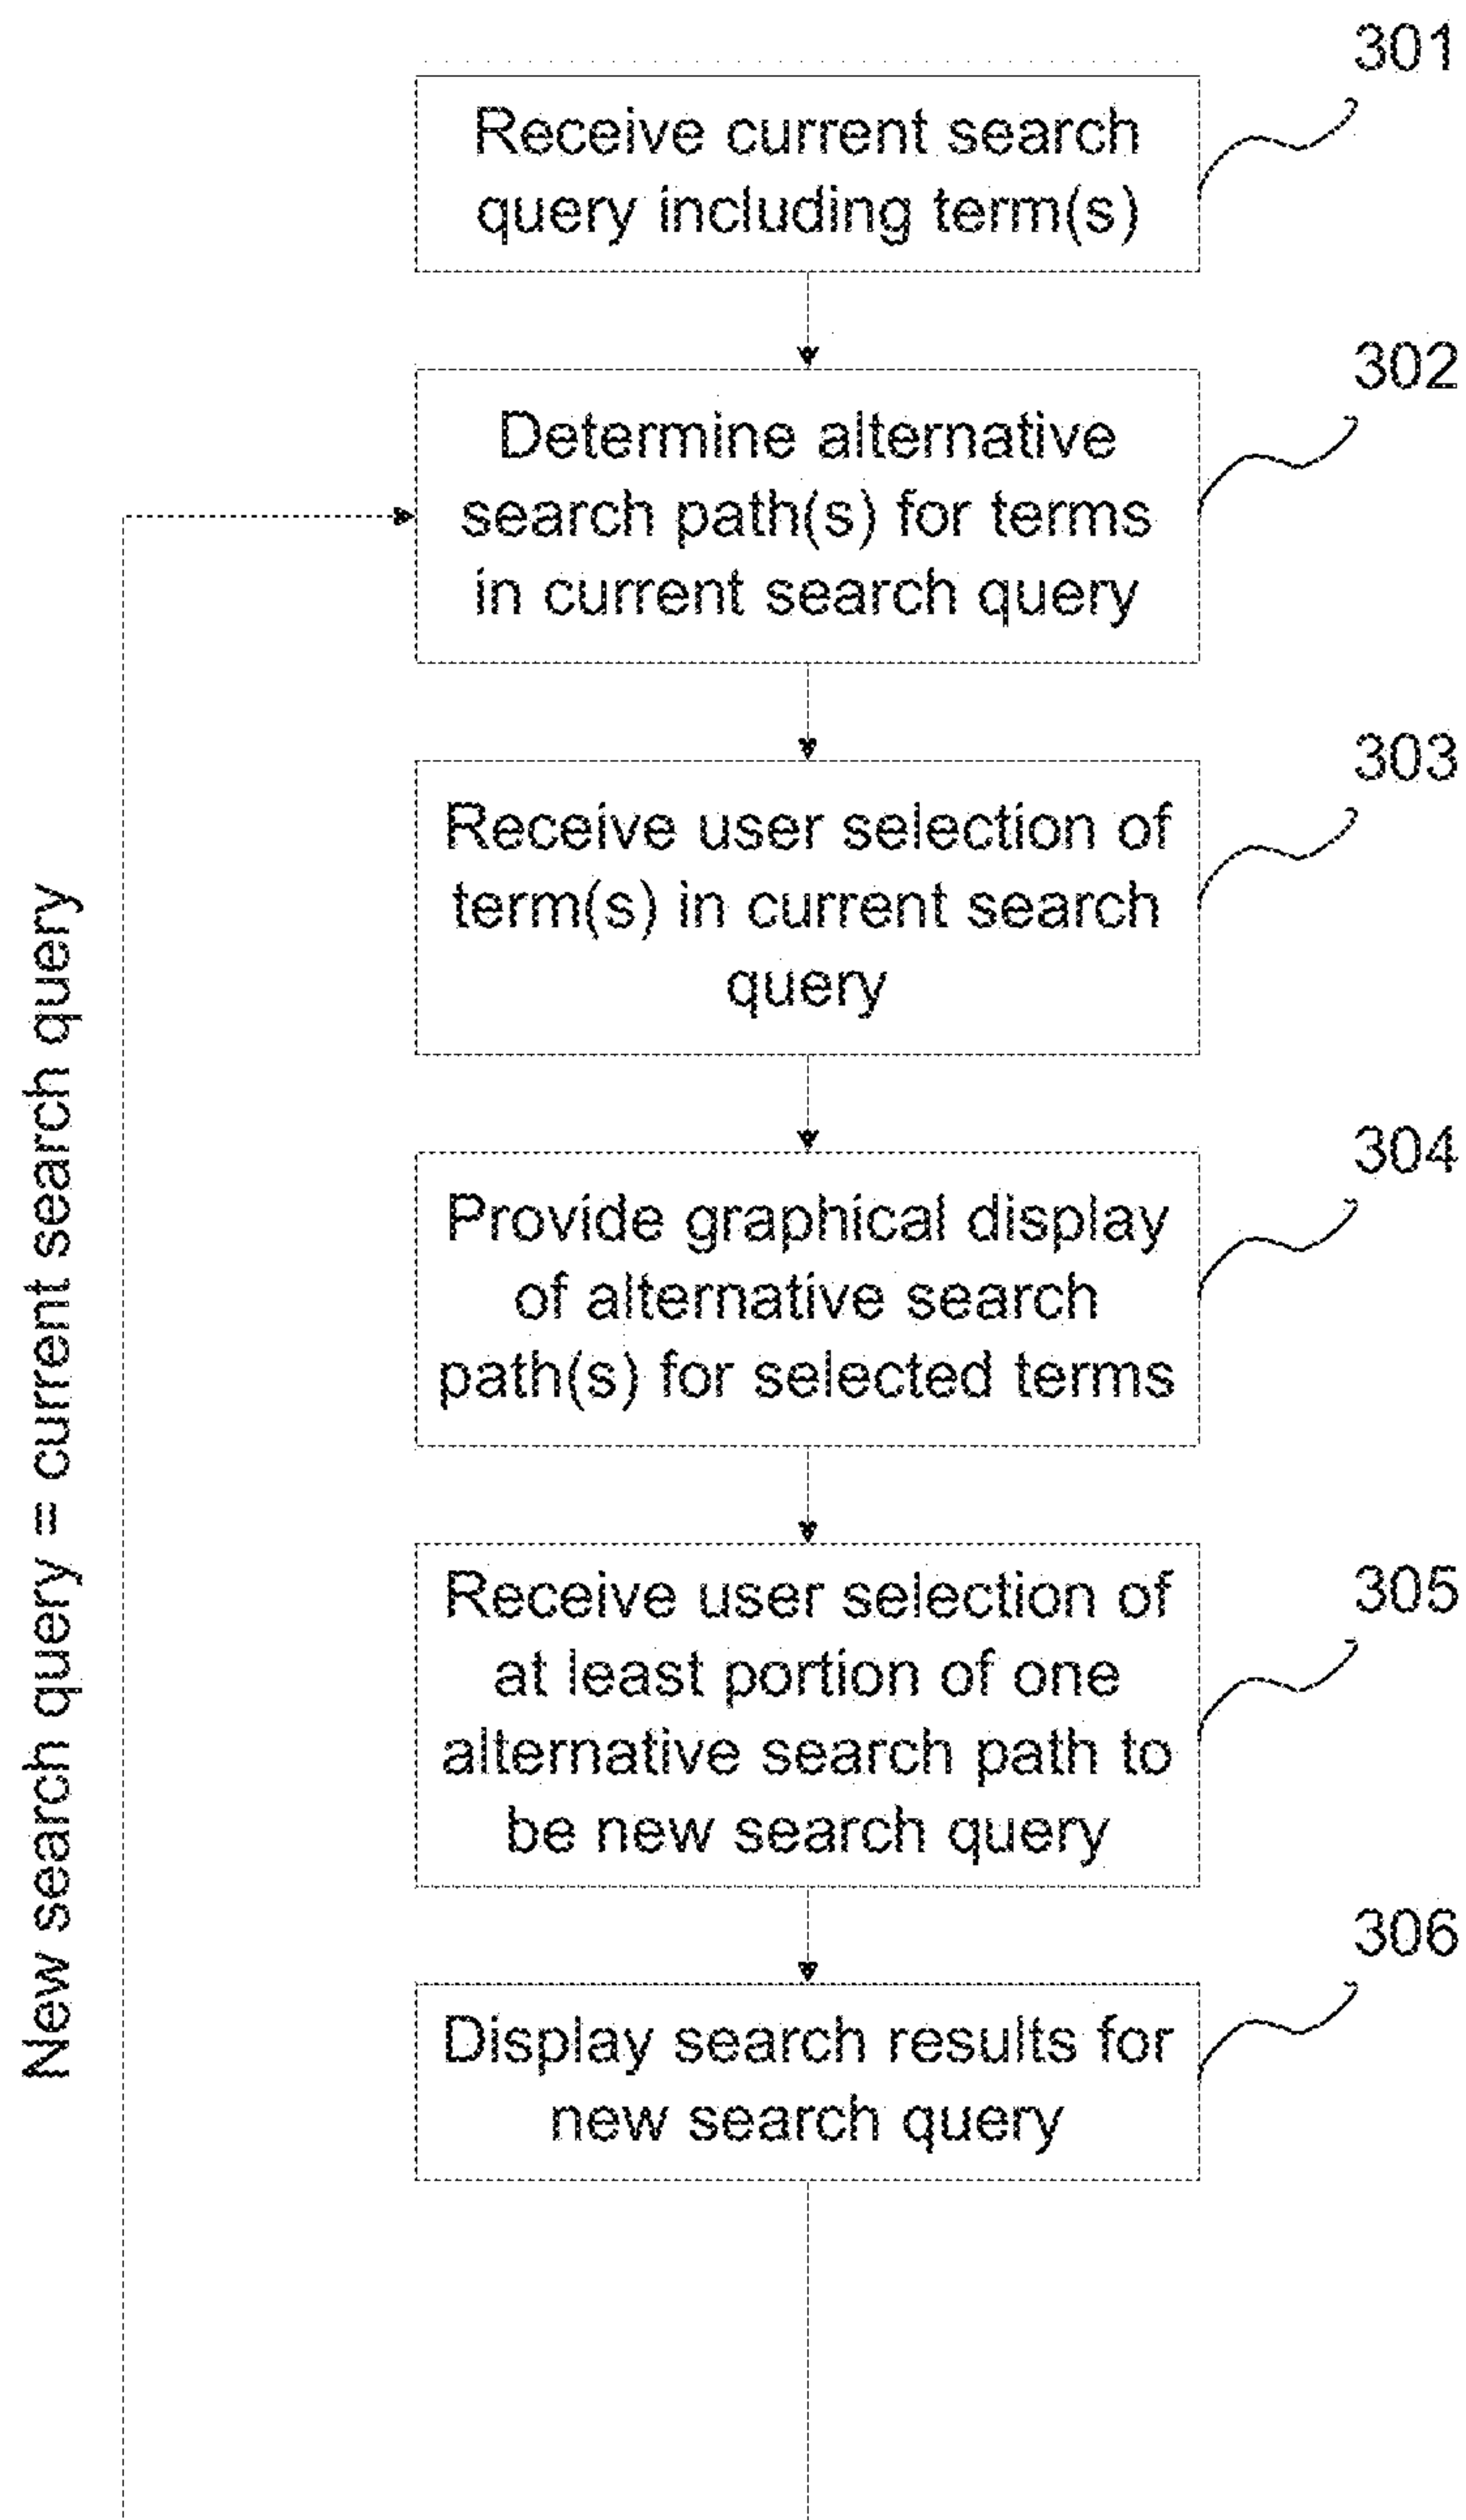 301
Receive current search
query including term(s)
302
Determine alternative
search path(s) for terms
in current search query
303
Receive user selection of
term(s) in current search
query
304
Provide graphical display
of alternative search
path(s) for selected terms
305
Receive user selection of
at least portion of one
alternative search path to
be new search query
306
Display search results for
new search query
New search query = current search query